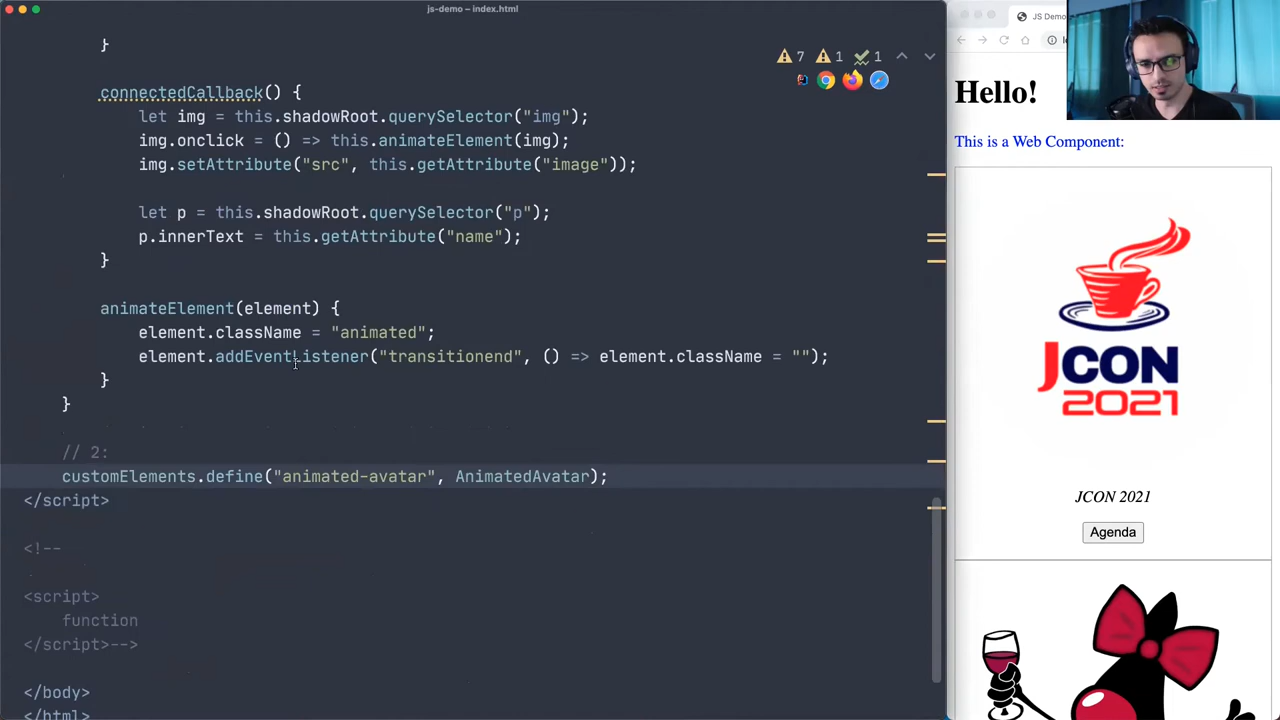 js-demo – index.html
7
1
1
}
connectedCallback() {
let img = this.shadowRoot.querySelector("img");
img.onclick = () => this.animateElement(img);
img.setAttribute("src", this.getAttribute("image"));
let p = this.shadowRoot.querySelector("p");
p.innerText = this.getAttribute("name");
}
animateElement(element) {
element.className = "animated";
element.addEventListener("transitionend", () => element.className = "");
}
}
// 2:
customElements.define("animated-avatar", AnimatedAvatar);
</script>
<!--
<script>
function
</script>-->
</body>
</html>
JS Demo
Hello!
This is a Web Component:
JCON
2021
JCON 2021
Agenda